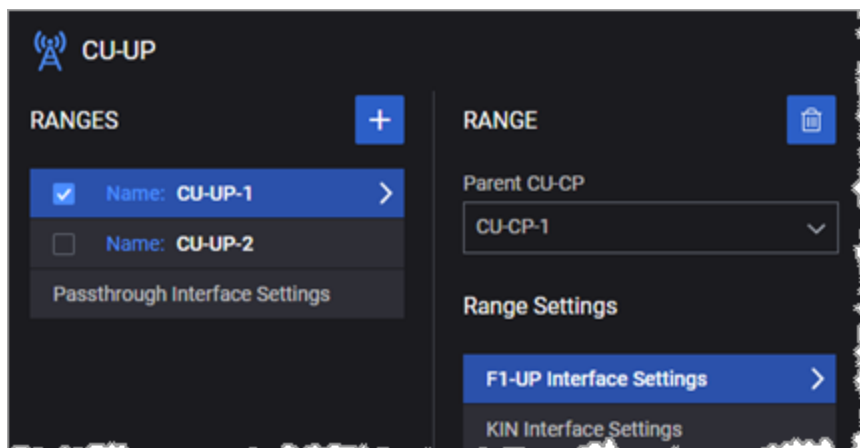 CU-UP
RANGES
Name: CU-UP-1
Name: CU-UP-2
Passthrough Interface Settings
RANGE
Parent CU-CP
CU-CP-1
Range Settings
F1-UP Interface Settings
KIN Interface Settings